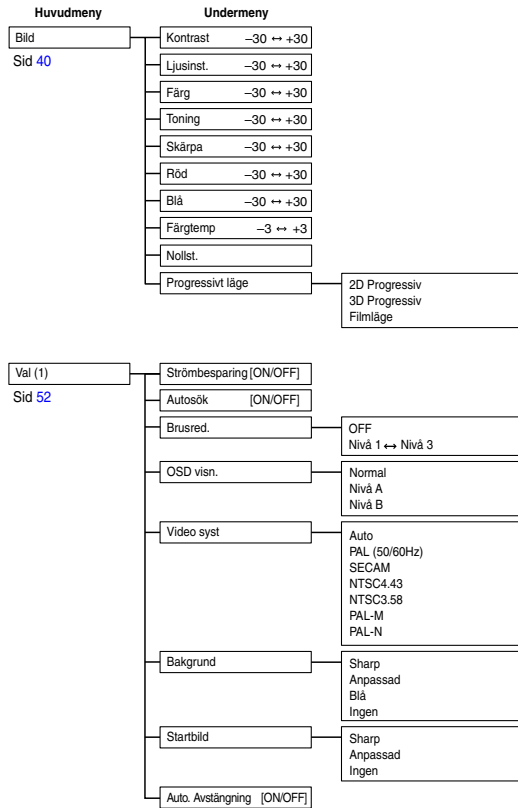 Huvudmeny Undermeny
Bild
Sid 40
Kontrast –30 ↔ +30
Ljusinst. –30 ↔ +30
Färg –30 ↔ +30
Toning –30 ↔ +30
Skärpa –30 ↔ +30
Röd –30 ↔ +30
Blå –30 ↔ +30
Färgtemp –3 ↔ +3
Nollst.
Progressivt läge
2D Progressiv
3D Progressiv
Filmläge
Val (1)
Sid 52
Strömbesparing [ON/OFF]
Autosök [ON/OFF]
Brusred.
OFF
Nivå 1 ↔ Nivå 3
OSD visn.
Normal
Nivå A
Nivå B
Video syst
Auto
PAL (50/60Hz)
SECAM
NTSC4.43
NTSC3.58
PAL-M
PAL-N
Bakgrund
Sharp
Anpassad
Blå
Ingen
Startbild
Sharp
Anpassad
Ingen
Auto. Avstängning [ON/OFF]